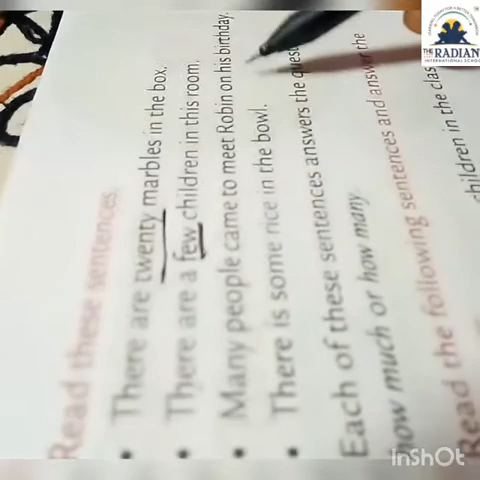 Read these sentences.
• There are twenty marbles in the box.
• There are a few children in this room.
• Many people came to meet Robin on his birthday.
• There is some rice in the bowl.
Each of these sentences answers the
how much or how many.
Read the following sentences and answer the
children in the
THE RADIAN
INTERNATIONAL SCHOOL
InShOt